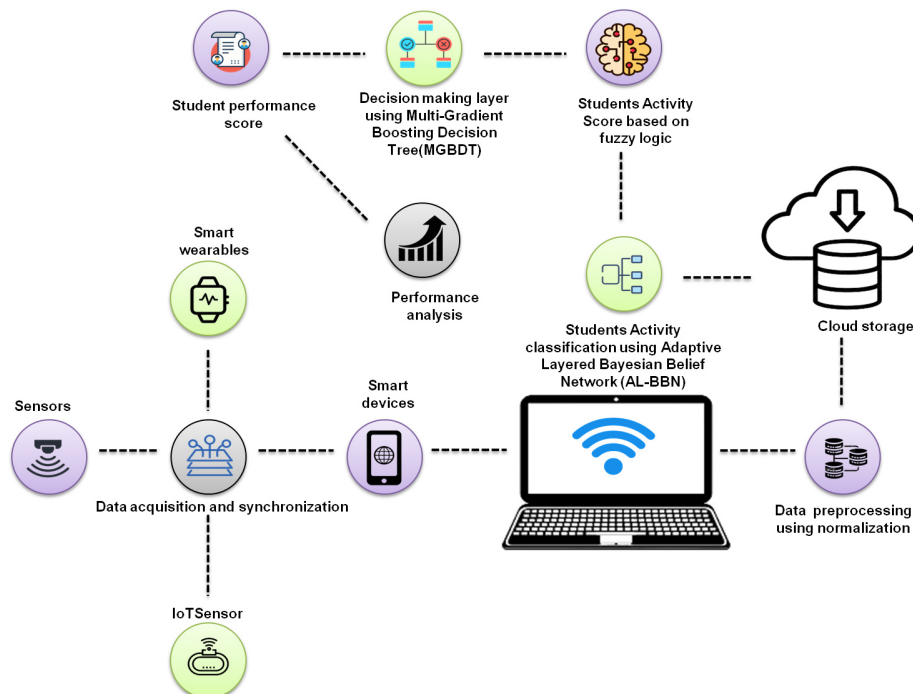 Student performance
score
Decision making layer
using Multi-Gradient
Boosting Decision
Tree(MGBDT)
Students Activity
Score based on
fuzzy logic
Smart
wearables
Performance
analysis
Cloud storage
Students Activity
classification using Adaptive
Layered Bayesian Belief
Network (AL-BBN)
Sensors
Smart
devices
Data acquisition and synchronization
Data preprocessing
using normalization
IoTSensor